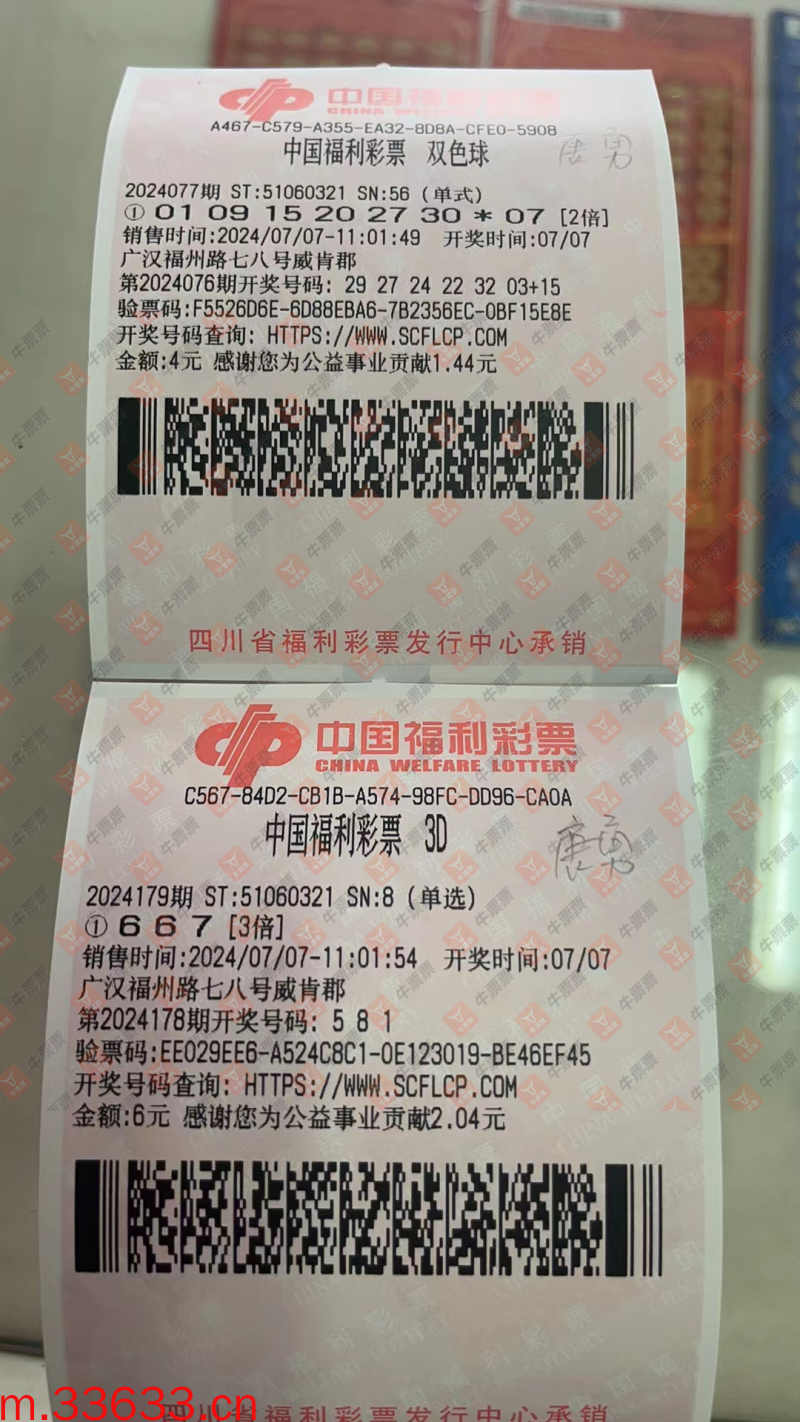 中国福利彩票
CHINA WELFARE LOTTERY
A467-C579-A355-EA32-8D8A-CFE0-5908
中国福利彩票 双色球
唐勇
2024077期 ST:51060321 SN:56 (单式)
① 01 09 15 20 27 30 * 07 [2倍]
销售时间:2024/07/07-11:01:49 开奖时间:07/07
广汉福州路七八号威肯郡
第2024076期开奖号码: 29 27 24 22 32 03+15
验票码:F5526D6E-6D88EBA6-7B2356EC-0BF15E8E
开奖号码查询: HTTPS://WWW.SCFLCP.COM
金额:4元 感谢您为公益事业贡献1.44元
四川省福利彩票发行中心承销
中国福利彩票
CHINA WELFARE LOTTERY
C567-84D2-CB1B-A574-98FC-DD96-CA0A
中国福利彩票 3D
唐勇
2024179期 ST:51060321 SN:8 (单选)
① 6 6 7 [3倍]
销售时间:2024/07/07-11:01:54 开奖时间:07/07
广汉福州路七八号威肯郡
第2024178期开奖号码: 5 8 1
验票码:EE029EE6-A524C8C1-0E123019-BE46EF45
开奖号码查询: HTTPS://WWW.SCFLCP.COM
金额:6元 感谢您为公益事业贡献2.04元
四川省福利彩票发行中心承销
m.33633.cn
牛票票